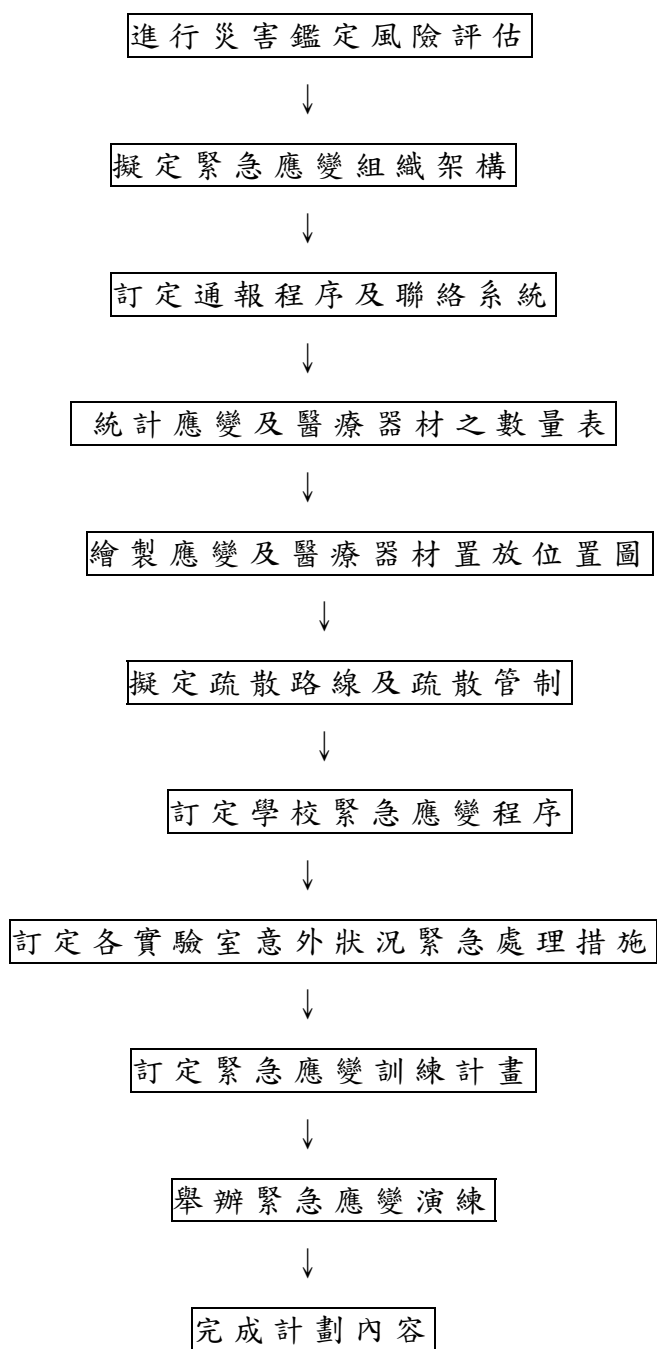 進行災害鑑定風險評估
↓
擬定緊急應變組織架構
↓
訂定通報程序及聯絡系統
↓
統計應變及醫療器材之數量表
↓
繪製應變及醫療器材置放位置圖
↓
擬定疏散路線及疏散管制
↓
訂定學校緊急應變程序
↓
訂定各實驗室意外狀況緊急處理措施
↓
訂定緊急應變訓練計畫
↓
舉辦緊急應變演練
↓
完成計劃內容